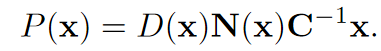 P(𝐱) = D(𝐱)𝐍(𝐱)𝐂⁻¹𝐱.